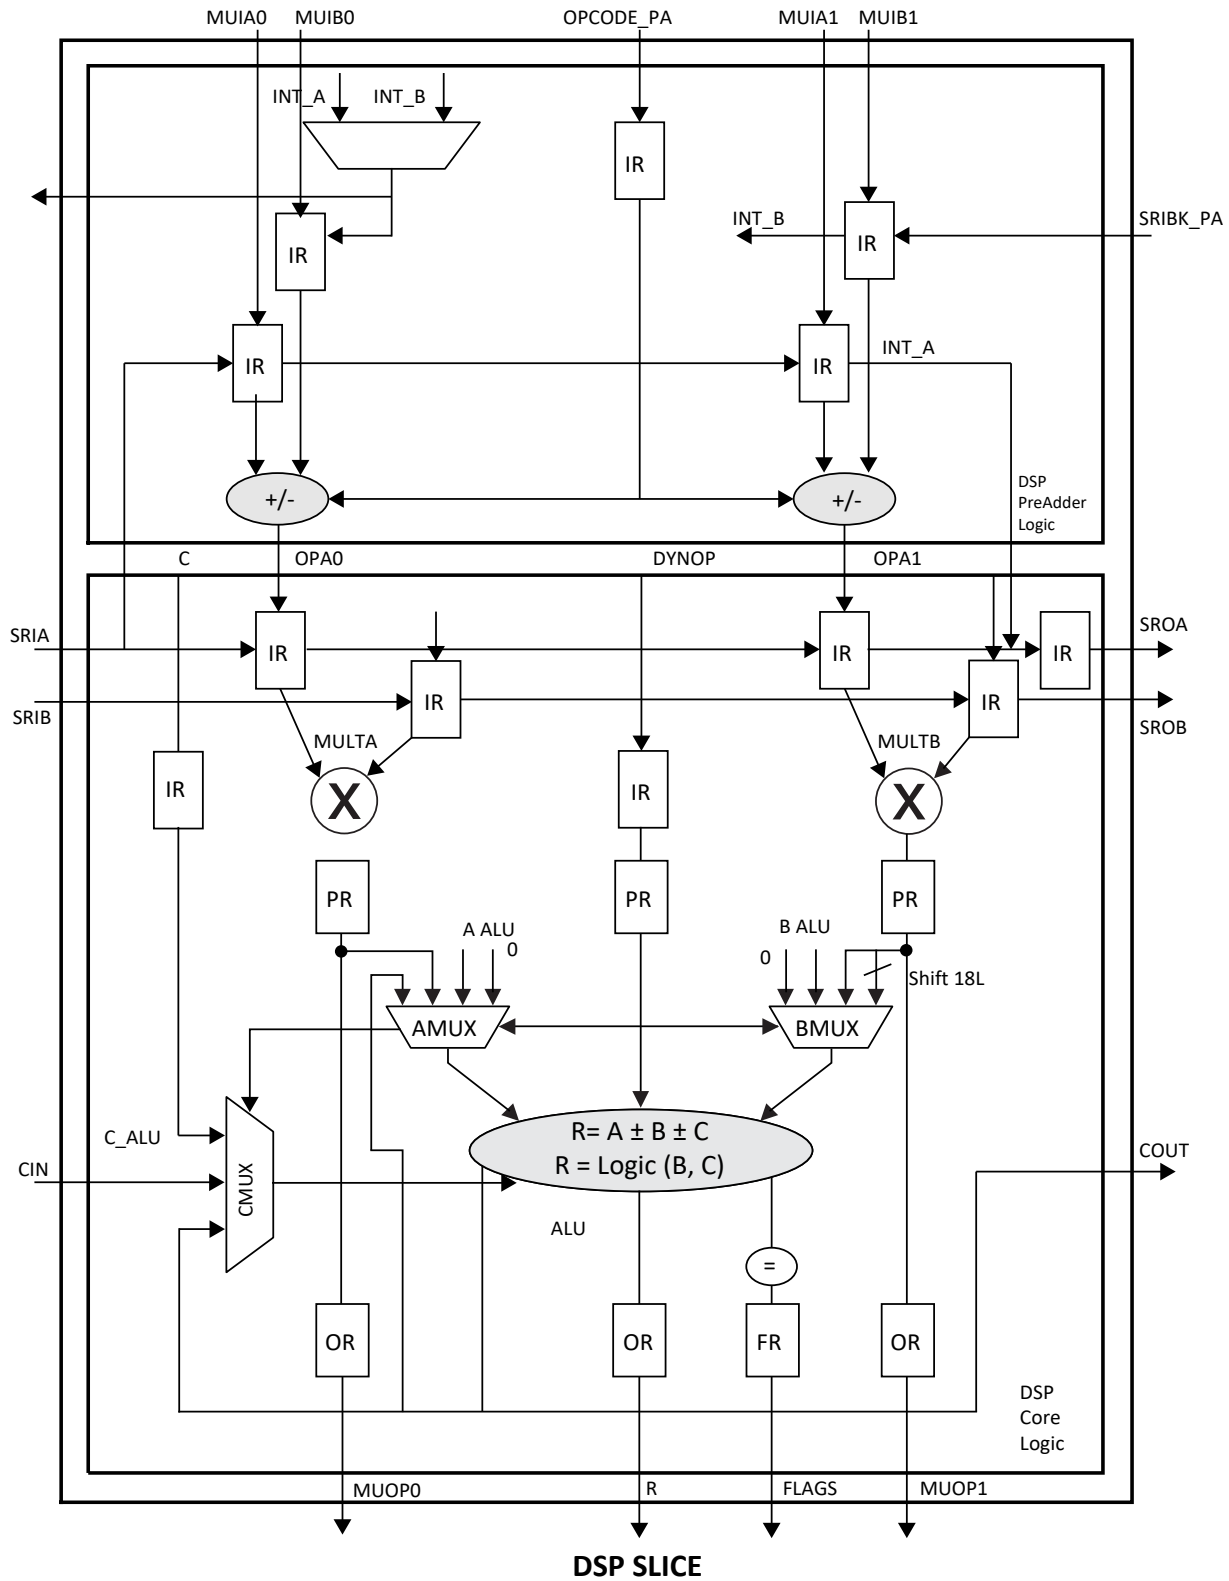 MUIA0 MUIB0 OPCODE_PA MUIA1 MUIB1
INT_A INT_B
IR
INT_B IR SRIBK_PA
IR
IR IR INT_A
+/- +/-
DSP
PreAdder
Logic
C OPA0 DYNOP OPA1
SRIA IR IR IR SROA
SRIB IR IR SROB
MULTA MULTB
IR X IR X
PR PR PR
A ALU 0 B ALU 0
Shift 18L
AMUX BMUX
R= A ± B ± C
C_ALU
R = Logic (B, C)
CIN CMUX COUT
ALU
=
OR OR FR OR
DSP
Core
Logic
MUOP0 R FLAGS MUOP1
DSP SLICE